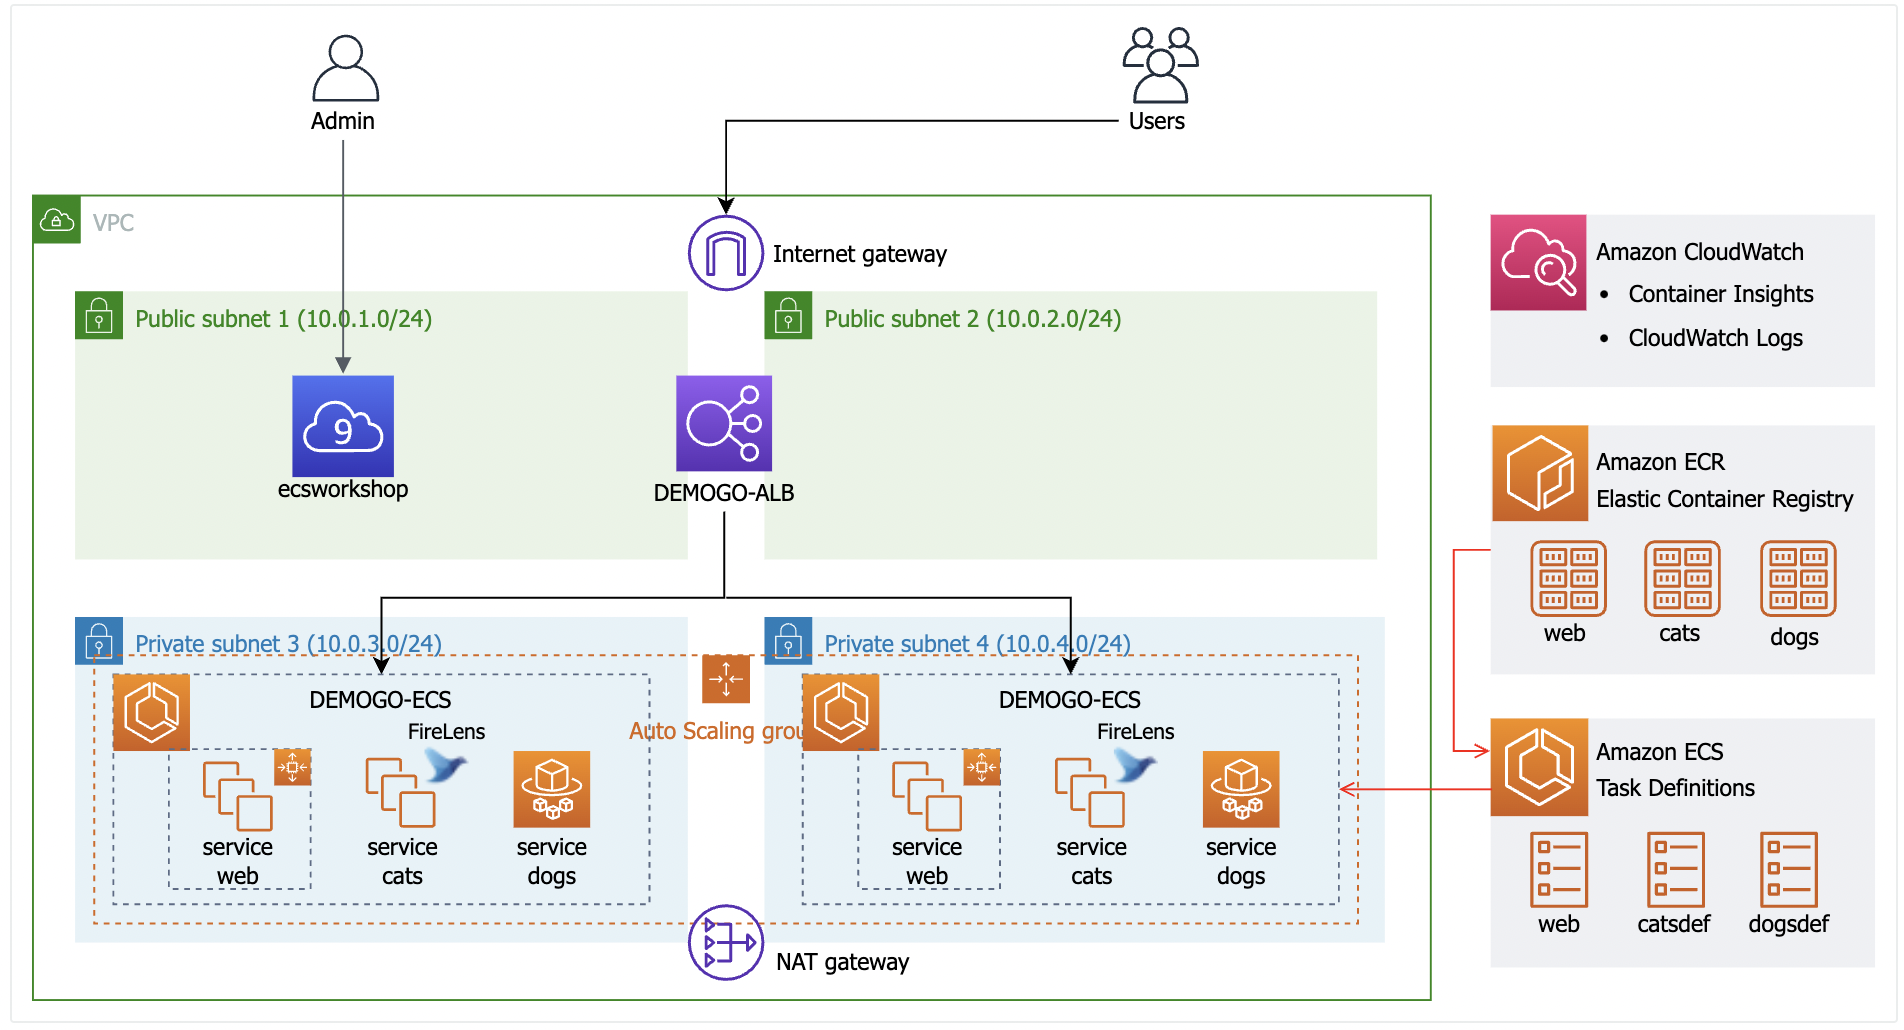 Admin
Users
VPC
Internet gateway
Public subnet 1 (10.0.1.0/24)
Public subnet 2 (10.0.2.0/24)
9
ecsworkshop
DEMOGO-ALB
Private subnet 3 (10.0.3.0/24)
Private subnet 4 (10.0.4.0/24)
Auto Scaling grou
DEMOGO-ECS
FireLens
service
web
service
cats
service
dogs
DEMOGO-ECS
FireLens
service
web
service
cats
service
dogs
NAT gateway
Amazon CloudWatch
• Container Insights
• CloudWatch Logs
Amazon ECR
Elastic Container Registry
web
cats
dogs
Amazon ECS
Task Definitions
web
catsdef
dogsdef